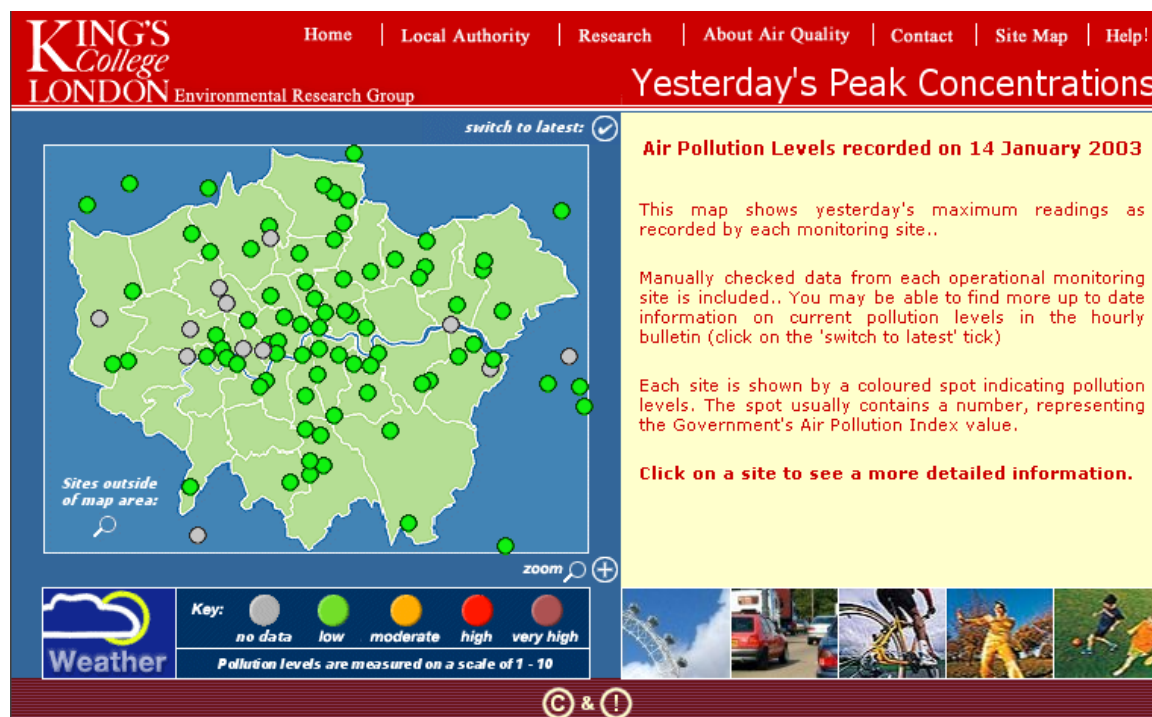 KING'S
College
LONDON Environmental Research Group
Home | Local Authority | Research | About Air Quality | Contact | Site Map | Help!
Yesterday's Peak Concentrations
switch to latest:
Air Pollution Levels recorded on 14 January 2003
This map shows yesterday's maximum readings as
recorded by each monitoring site..
Manually checked data from each operational monitoring
site is included.. You may be able to find more up to date
information on current pollution levels in the hourly
bulletin (click on the 'switch to latest' tick)
Each site is shown by a coloured spot indicating pollution
levels. The spot usually contains a number, representing
the Government's Air Pollution Index value.
Click on a site to see a more detailed information.
Sites outside
of map area:
zoom
Weather
Key:
no data low moderate high very high
Pollution levels are measured on a scale of 1 - 10
© & !